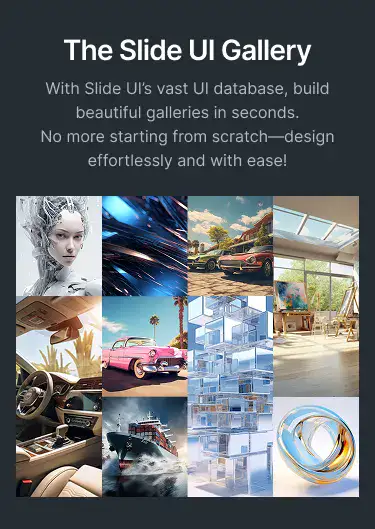 The Slide UI Gallery
With Slide UI’s vast UI database, build
beautiful galleries in seconds.
No more starting from scratch—design
effortlessly and with ease!